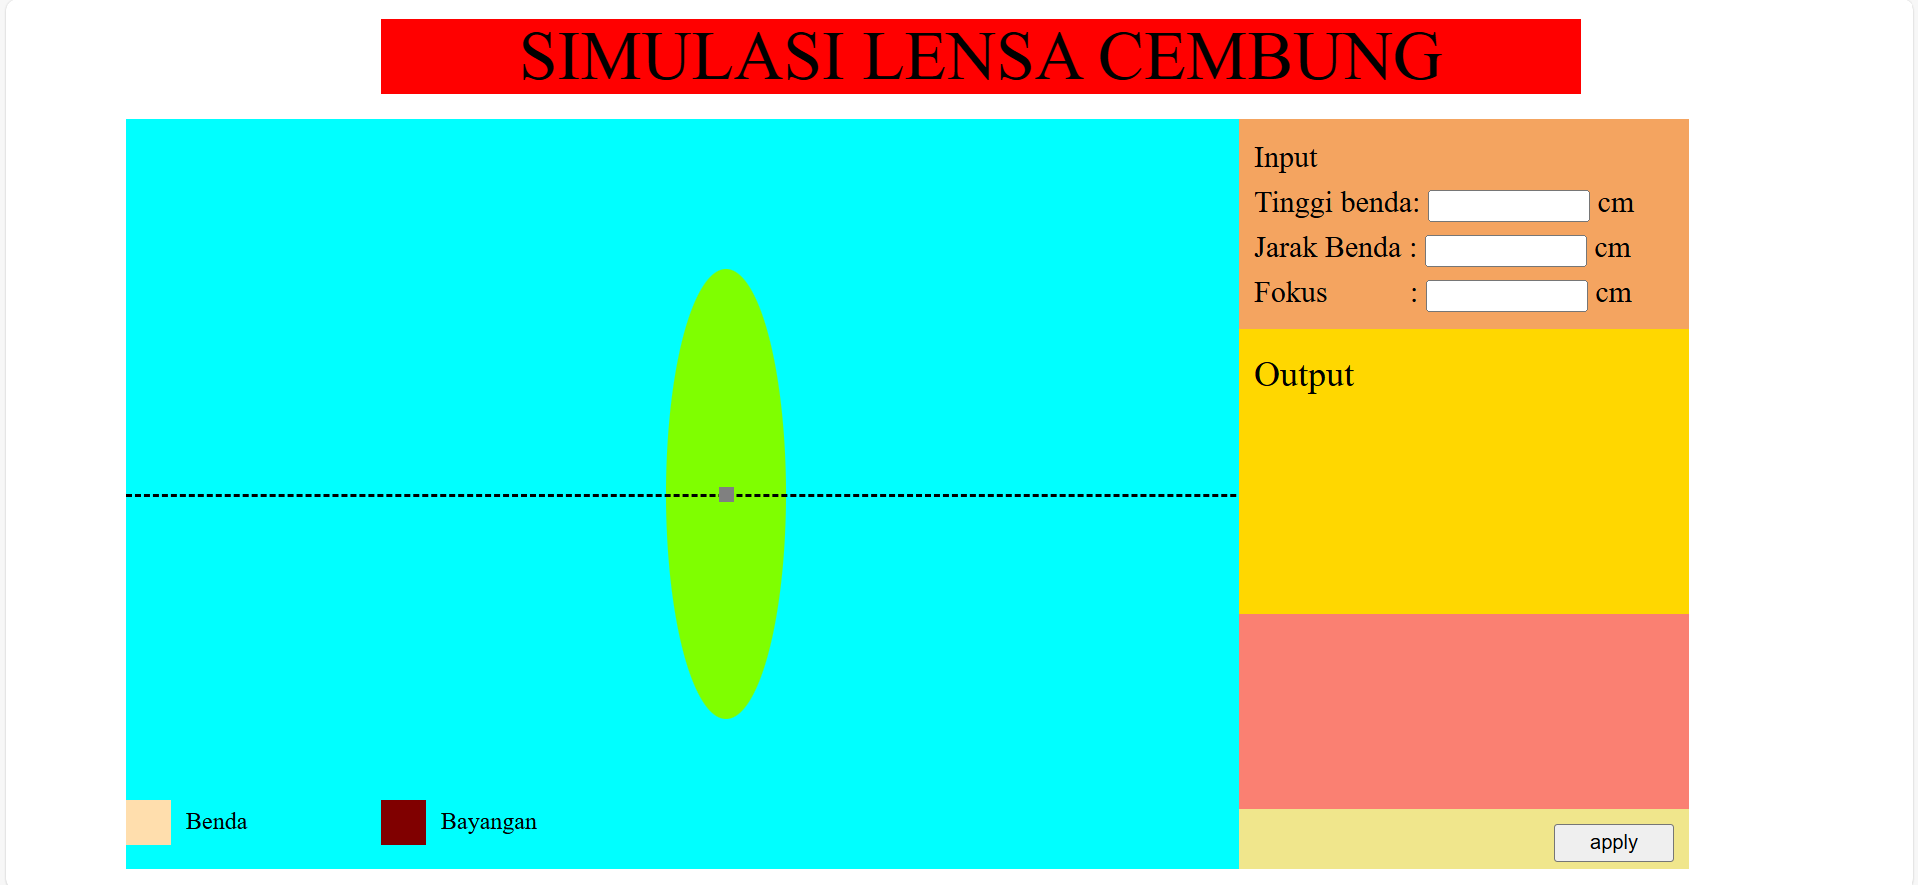 SIMULASI LENSA CEMBUNG
Input
Tinggi benda: cm
Jarak Benda : cm
Fokus : cm
Output
Benda
Bayangan
apply